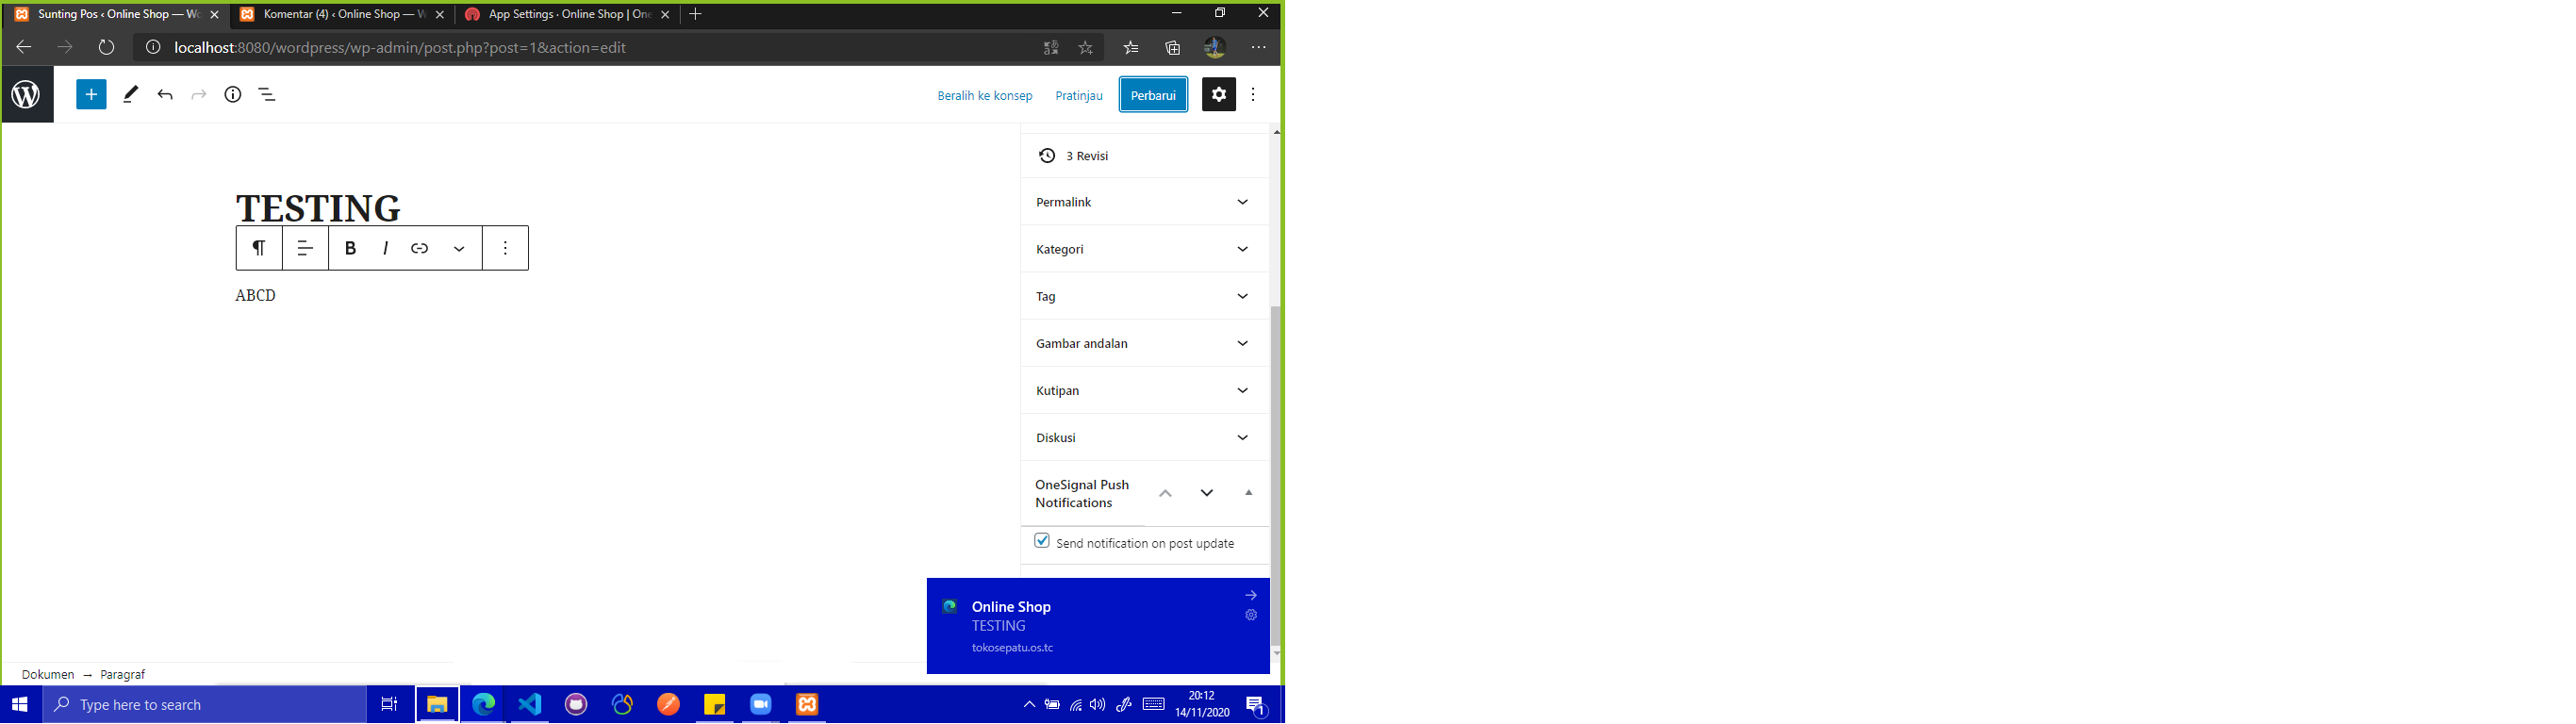 Sunting Pos ‹ Online Shop — Wo
Komentar (4) ‹ Online Shop — W
App Settings · Online Shop | One
localhost:8080/wordpress/wp-admin/post.php?post=1&action=edit
Beralih ke konsep
Pratinjau
Perbarui
3 Revisi
Permalink
TESTING
Kategori
B I
ABCD
Tag
Gambar andalan
Kutipan
Diskusi
OneSignal Push
Notifications
Send notification on post update
Online Shop
TESTING
tokosepatu.os.tc
Dokumen → Paragraf
Type here to search
20:12
14/11/2020
1